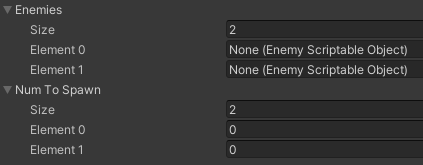 Enemies
Size 2
Element 0 None (Enemy Scriptable Object)
Element 1 None (Enemy Scriptable Object)
Num To Spawn
Size 2
Element 0 0
Element 1 0